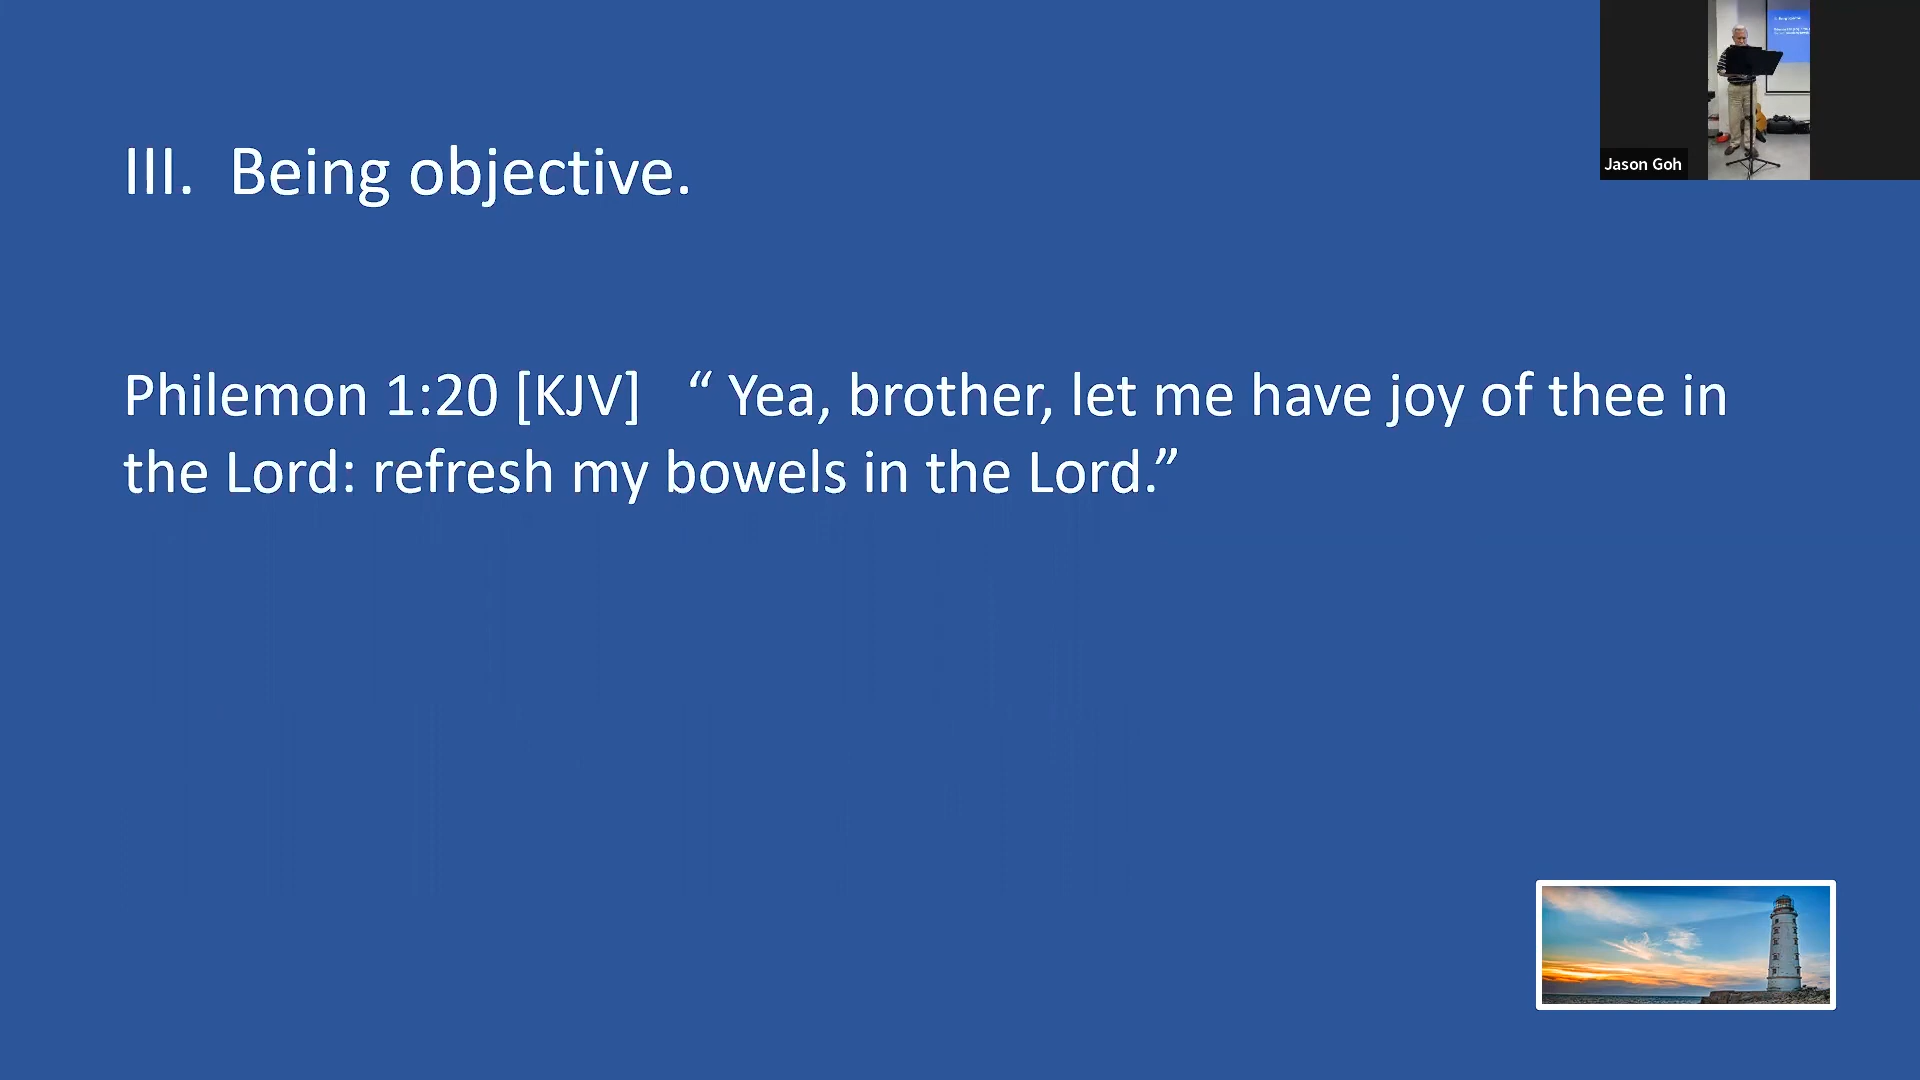 III.  Being objective.
Jason Goh
Philemon 1:20 [KJV]   “ Yea, brother, let me have joy of thee in
the Lord: refresh my bowels in the Lord.”